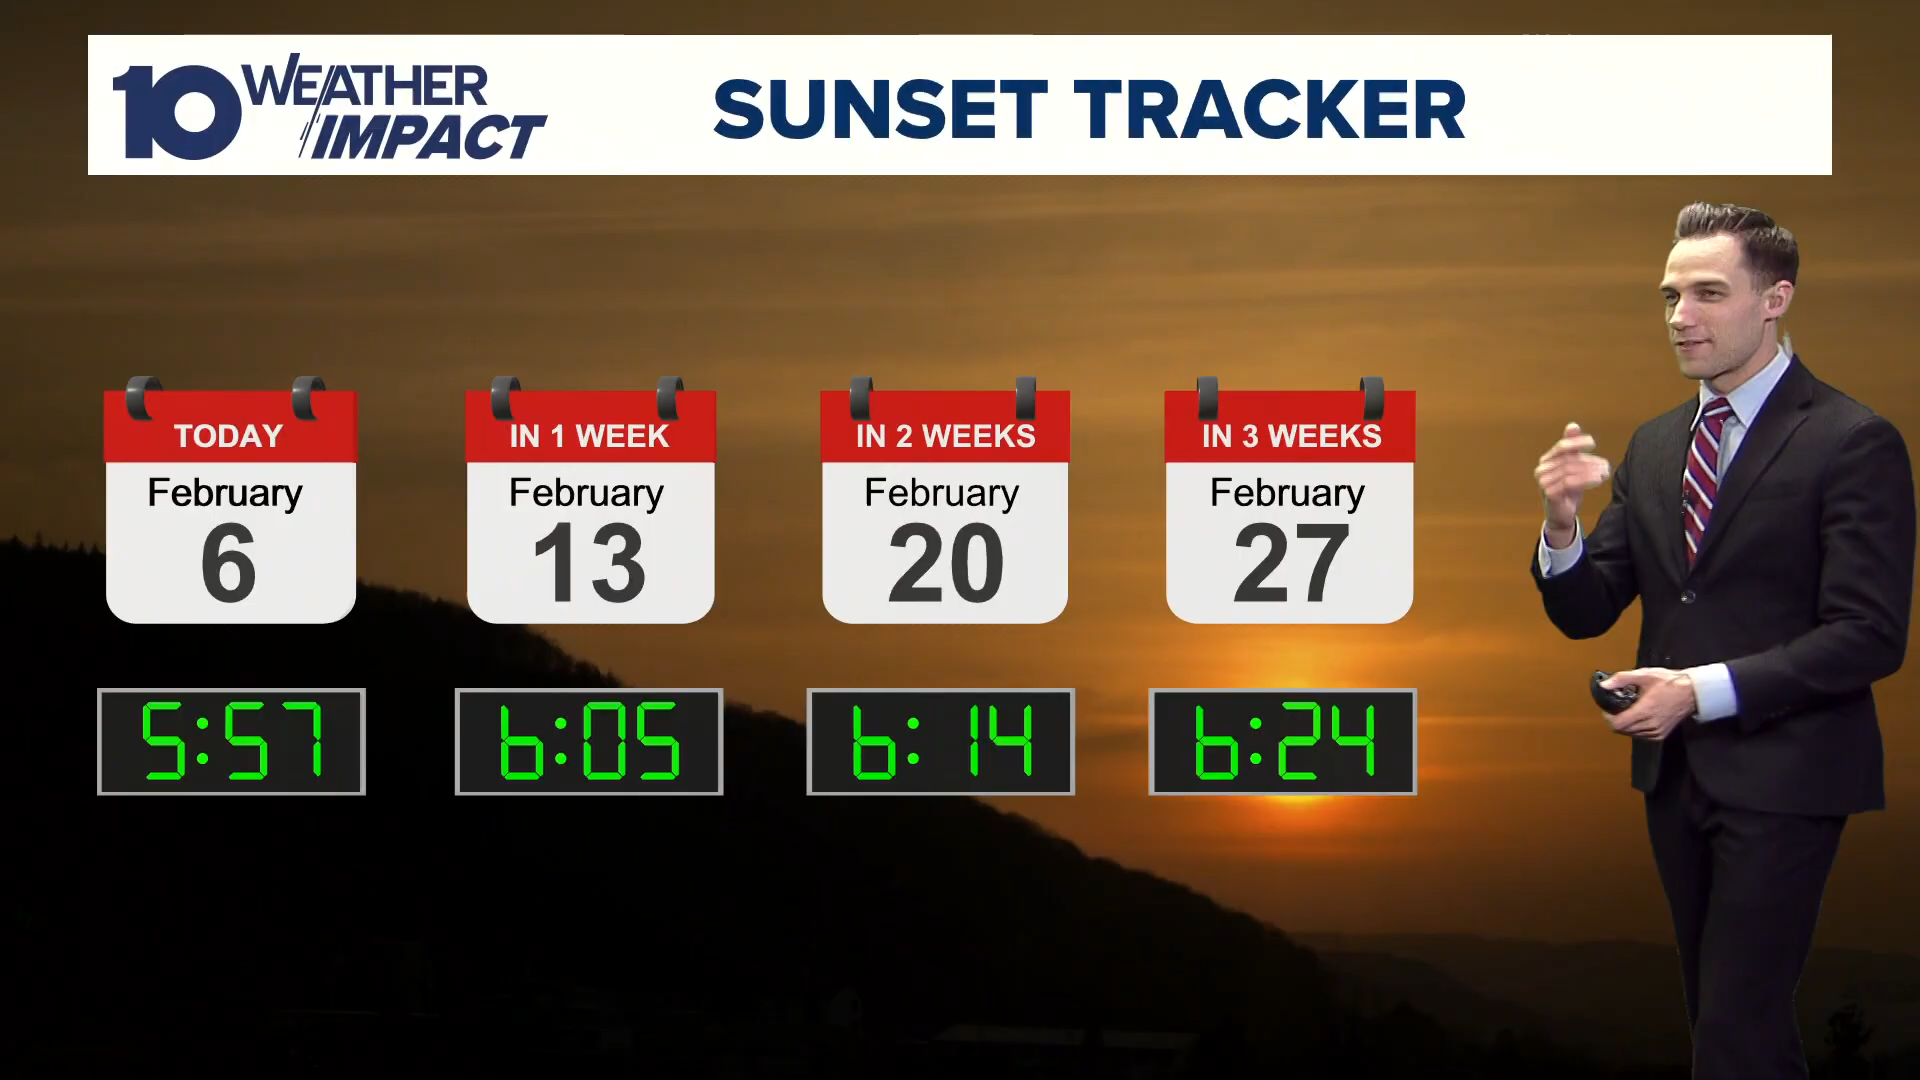 10 WEATHER
IMPACT
SUNSET TRACKER
TODAY
February
6
5:57
IN 1 WEEK
February
13
6:05
IN 2 WEEKS
February
20
6:14
IN 3 WEEKS
February
27
6:24